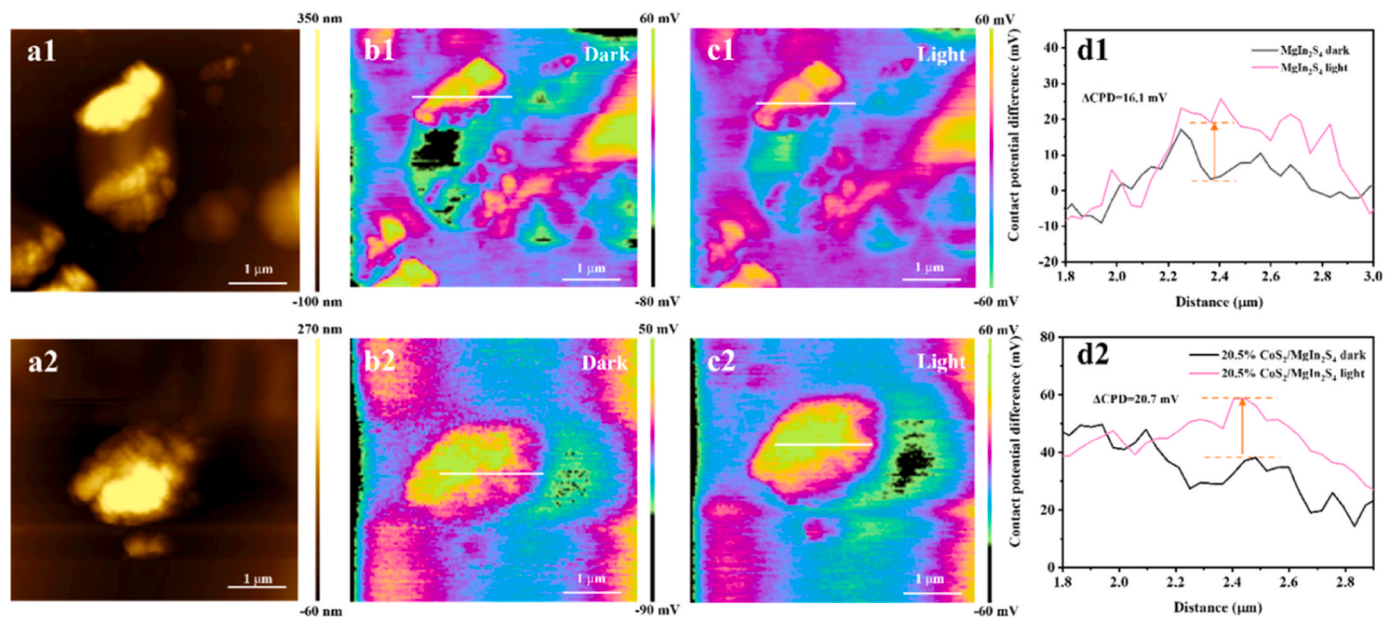 350 nm
a1
1 μm
-100 nm
60 mV
b1
Dark
1 μm
-80 mV
60 mV
c1
Light
1 μm
-60 mV
d1
MgIn₂S₄ dark
MgIn₂S₄ light
ΔCPD=16.1 mV
Contact potential difference (mV)
40
30
20
10
0
-10
-20
1.8
2.0
2.2
2.4
2.6
2.8
3.0
Distance (μm)
270 nm
a2
1 μm
-60 nm
50 mV
b2
Dark
1 μm
-90 mV
60 mV
c2
Light
1 μm
-60 mV
d2
20.5% CoS₂/MgIn₂S₄ dark
20.5% CoS₂/MgIn₂S₄ light
ΔCPD=20.7 mV
Contact potential difference (mV)
80
60
40
20
0
1.8
2.0
2.2
2.4
2.6
2.8
Distance (μm)